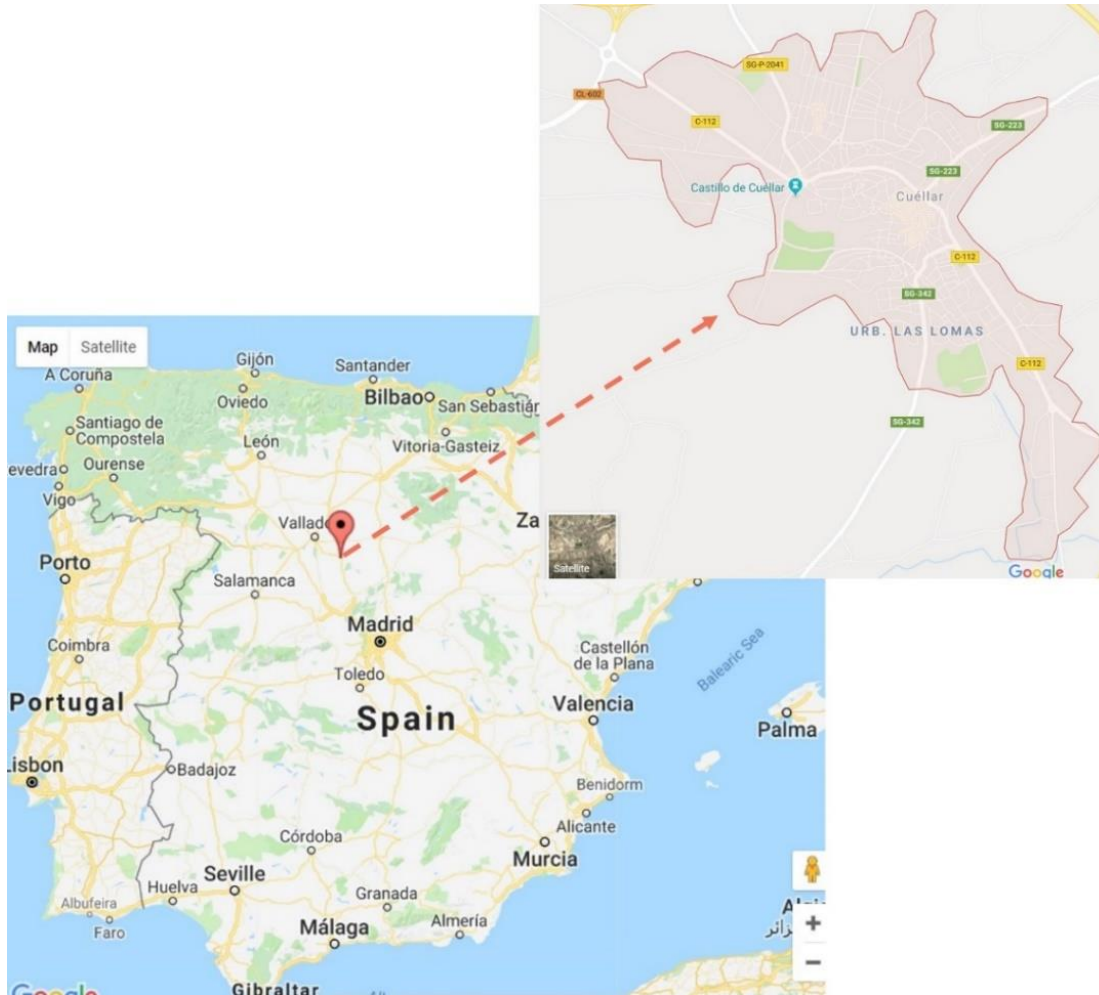 SG-P-2041
CL-602
C-112
SG-223
SG-223
Castillo de Cuéllar
Cuéllar
C-112
SG-342
URB. LAS LOMAS
C-112
SG-342
Satellite
Google
Map Satellite
A Coruña
Gijón
Santander
Oviedo
Bilbao
San Sebastián
Santiago de
Compostela
León
Vitoria-Gasteiz
evedra
Ourense
Vigo
Vallad
Za
Porto
Salamanca
Madrid
Coimbra
Toledo
Castellón
de la Plana
Balearic Sea
Portugal
Spain
Valencia
Palma
Lisbon
Badajoz
Benidorm
Alicante
Córdoba
Murcia
Seville
Huelva
Granada
Albufeira
Faro
Málaga
Almería
+
−
Gibraltar
Google